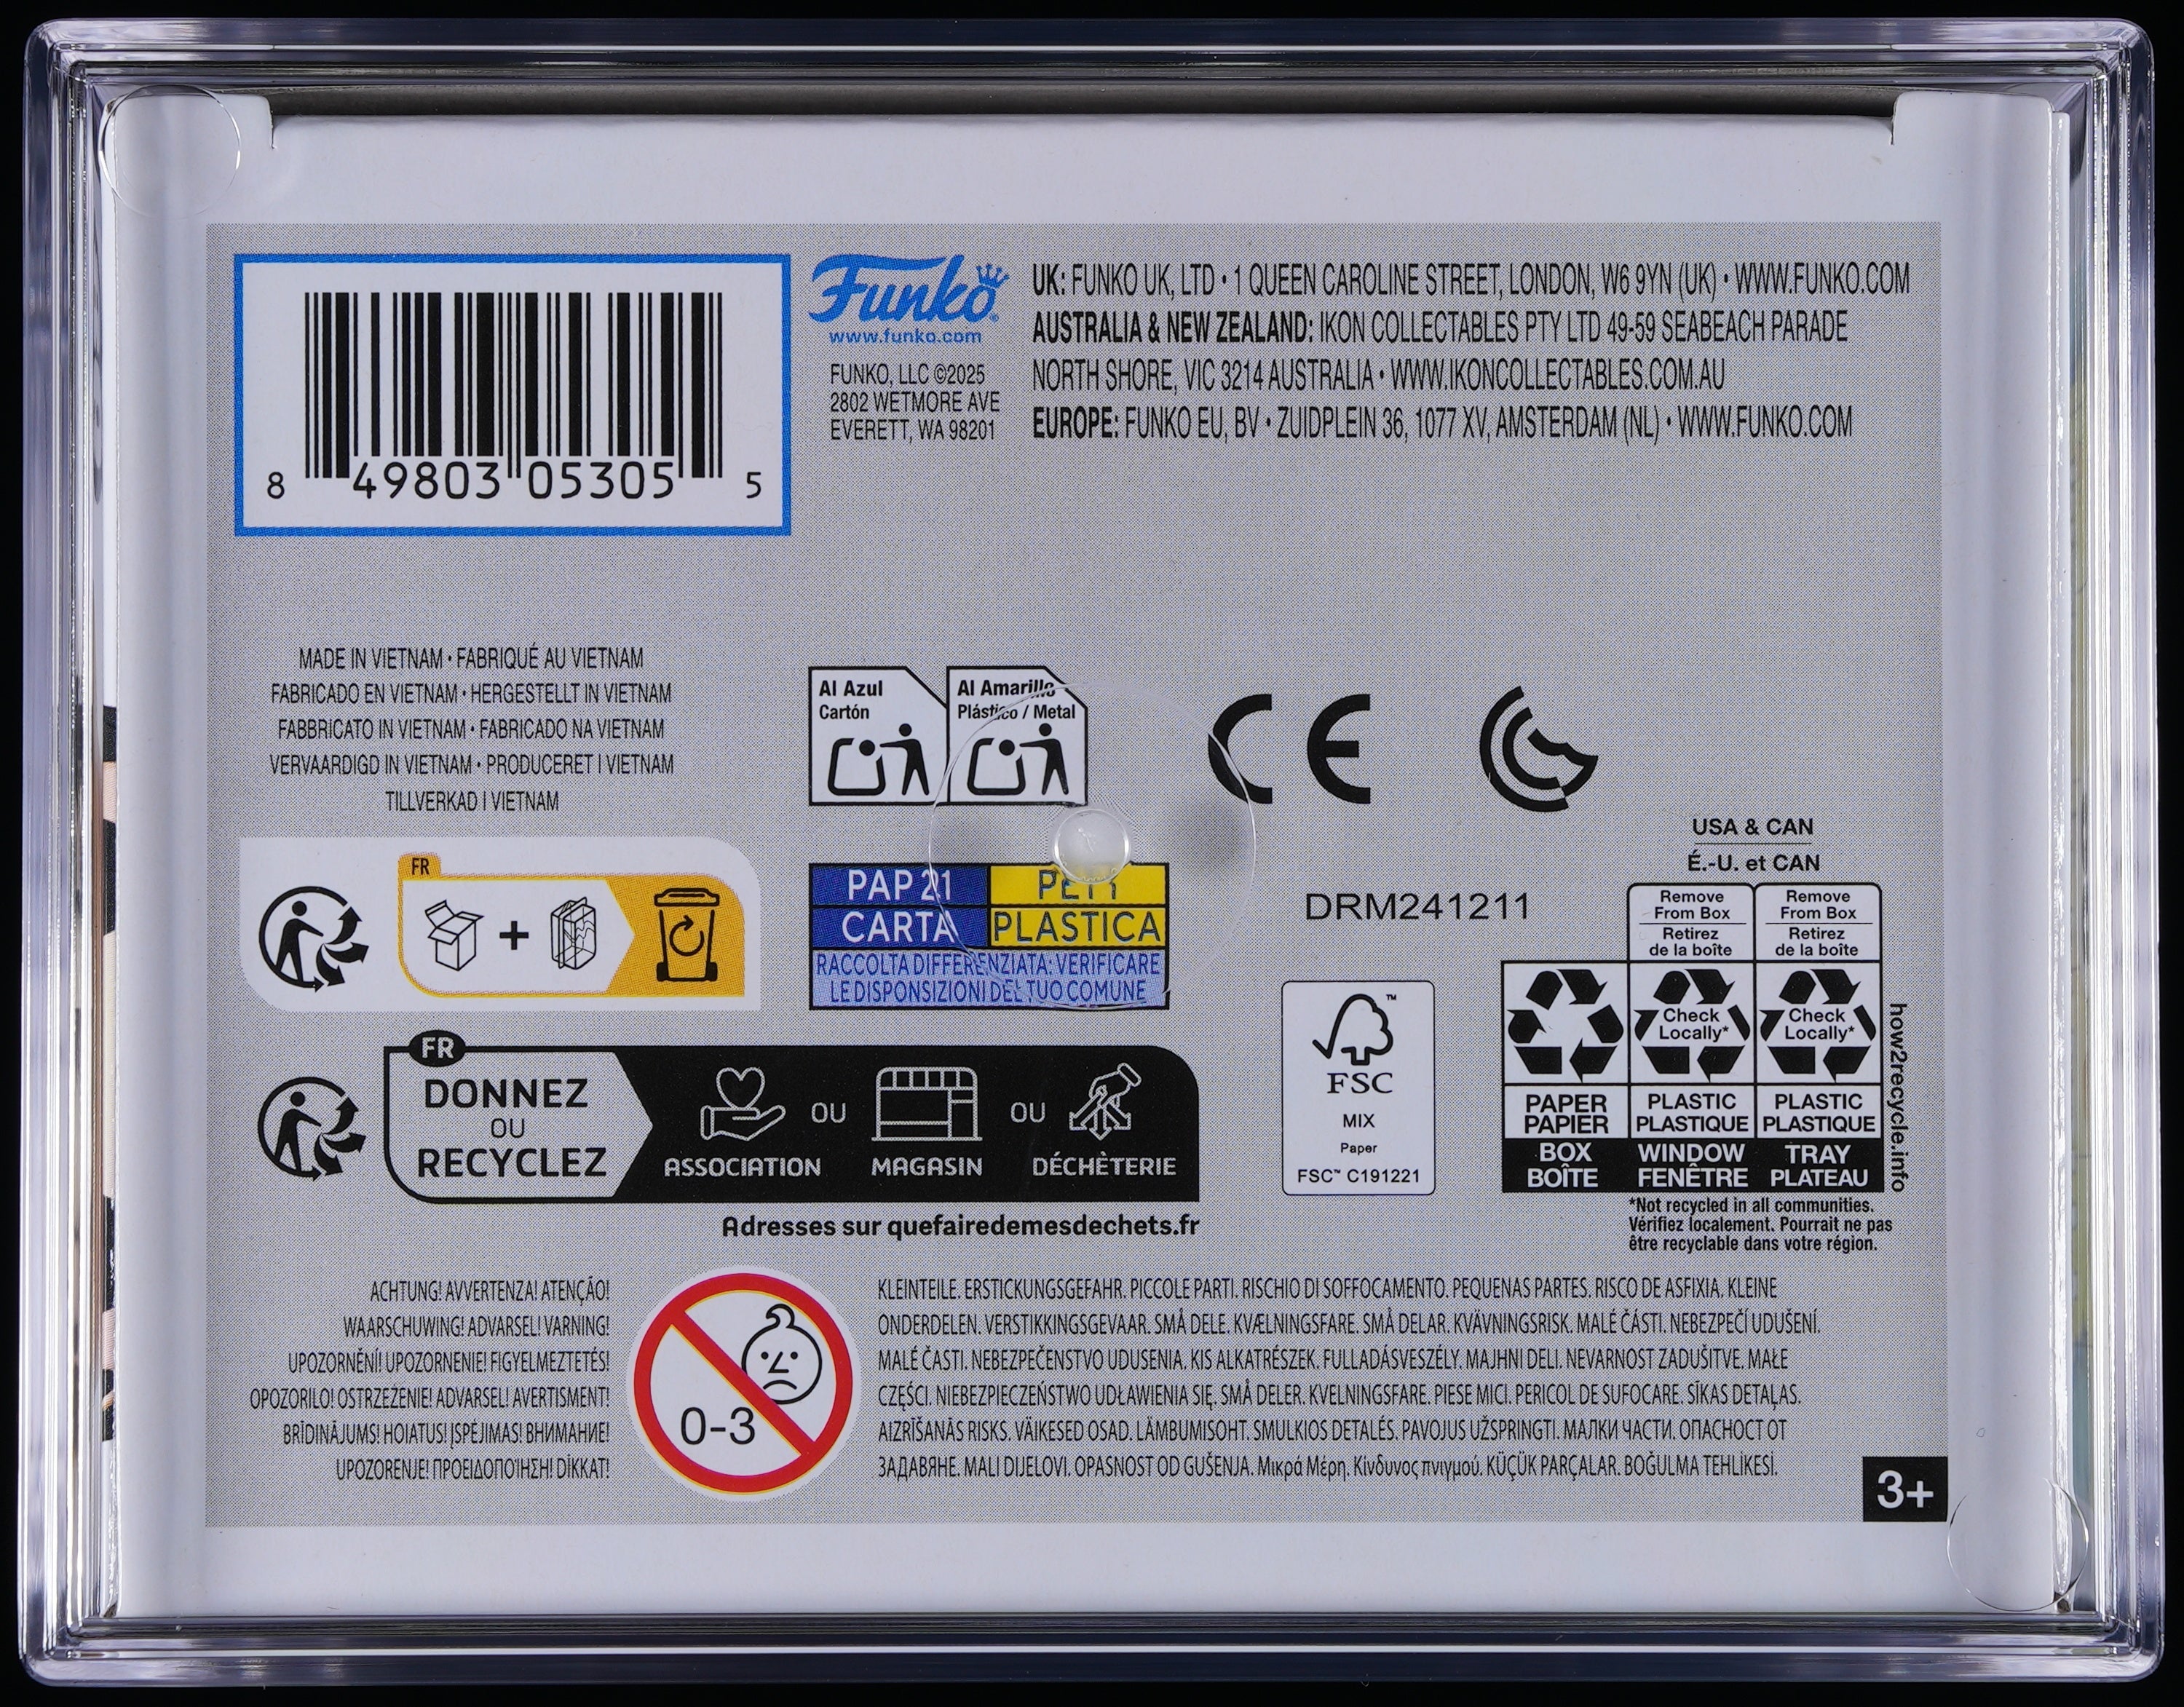 8 49803 05305 5
Funko®
www.funko.com
FUNKO, LLC ©2025
2802 WETMORE AVE
EVERETT, WA 98201
UK: FUNKO UK, LTD • 1 QUEEN CAROLINE STREET, LONDON, W6 9YN (UK) • WWW.FUNKO.COM
AUSTRALIA & NEW ZEALAND: IKON COLLECTABLES PTY LTD 49-59 SEABEACH PARADE
NORTH SHORE, VIC 3214 AUSTRALIA • WWW.IKONCOLLECTABLES.COM.AU
EUROPE: FUNKO EU, BV • ZUIDPLEIN 36, 1077 XV, AMSTERDAM (NL) • WWW.FUNKO.COM
MADE IN VIETNAM • FABRIQUÉ AU VIETNAM
FABRICADO EN VIETNAM • HERGESTELLT IN VIETNAM
FABBRICATO IN VIETNAM • FABRICADO NA VIETNAM
VERVAARDIGD IN VIETNAM • PRODUCERET I VIETNAM
TILLVERKAD I VIETNAM
Al Azul
Cartón
Al Amarillo
Plástico / Metal
CE
FR
PAP 21
CARTA
PLASTICA
RACCOLTA DIFFERENZIATA: VERIFICARE
LE DISPONSIZIONI DEL TUO COMUNE
DRM241211
USA & CAN
É.-U. et CAN
Remove
From Box
Retirez
de la boîte
Remove
From Box
Retirez
de la boîte
Check
Locally*
Check
Locally*
PAPER
PAPIER
PLASTIC
PLASTIQUE
PLASTIC
PLASTIQUE
BOX
BOÎTE
WINDOW
FENÊTRE
TRAY
PLATEAU
how2recycle.info
*Not recycled in all communities.
Vérifiez localement. Pourrait ne pas
être recyclable dans votre région.
FSC™
MIX
Paper
FSC™ C191221
FR
DONNEZ
OU
RECYCLEZ
ASSOCIATION
OU
MAGASIN
OU
DÉCHÈTERIE
Adresses sur quefairedemesdechets.fr
ACHTUNG! AVVERTENZA! ATENÇÃO!
WAARSCHUWING! ADVARSEL! VARNING!
UPOZORNĚNÍ! UPOZORNENIE! FIGYELMEZTETÉS!
OPOZORILO! OSTRZEŻENIE! ADVARSEL! AVERTISMENT!
BRĪDINĀJUMS! HOIATUS! ĮSPĖJIMAS! ВНИМАНИЕ!
UPOZORENJE! ΠΡΟΕΙΔΟΠΟΊΗΣΗ! DİKKAT!
0-3
KLEINTEILE. ERSTICKUNGSGEFAHR. PICCOLE PARTI. RISCHIO DI SOFFOCAMENTO. PEQUENAS PARTES. RISCO DE ASFIXIA. KLEINE
ONDERDELEN. VERSTIKKINGSGEVAAR. SMÅ DELE. KVÆLNINGSFARE. SMÅ DELAR. KVÄVNINGSRISK. MALÉ ČÁSTI. NEBEZPEČÍ UDUŠENÍ.
MALÉ ČASTI. NEBEZPEČENSTVO UDUSENIA. KIS ALKATRÉSZEK. FULLADÁSVESZÉLY. MAJHNI DELI. NEVARNOST ZADUŠITVE. MAŁE
CZĘŚCI. NIEBEZPIECZEŃSTWO UDŁAWIENIA SIĘ. SMÅ DELER. KVELNINGSFARE. PIESE MICI. PERICOL DE SUFOCARE. SĪKAS DETAĻAS.
AIZRĪŠANĀS RISKS. VÄIKESED OSAD. LÄMBUMISOHT. SMULKIOS DETALĖS. PAVOJUS UŽSPRINGTI. МАЛКИ ЧАСТИ. ОПАСНОСТ ОТ
ЗАДАВЯНЕ. MALI DIJELOVI. OPASNOST OD GUŠENJA. Μικρά Μέρη. Κίνδυνος πνιγμού. KÜÇÜK PARÇALAR. BOĞULMA TEHLİKESİ.
3+